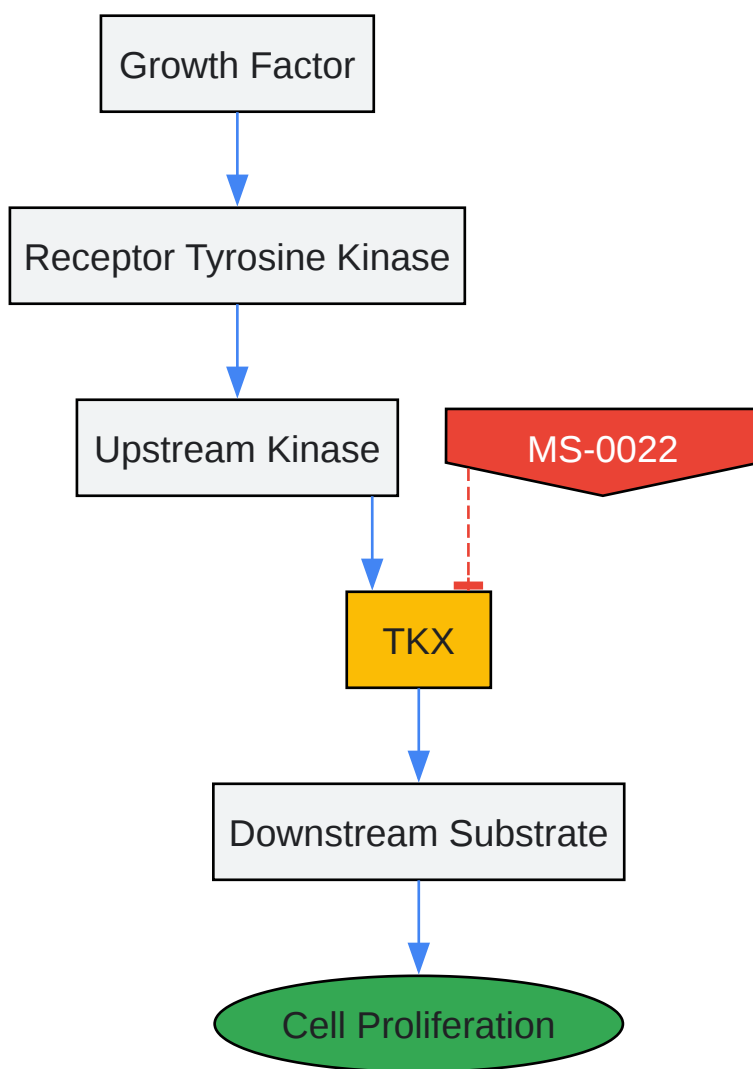 Growth Factor
Receptor Tyrosine Kinase
Upstream Kinase
MS-0022
TKX
Downstream Substrate
Cell Proliferation